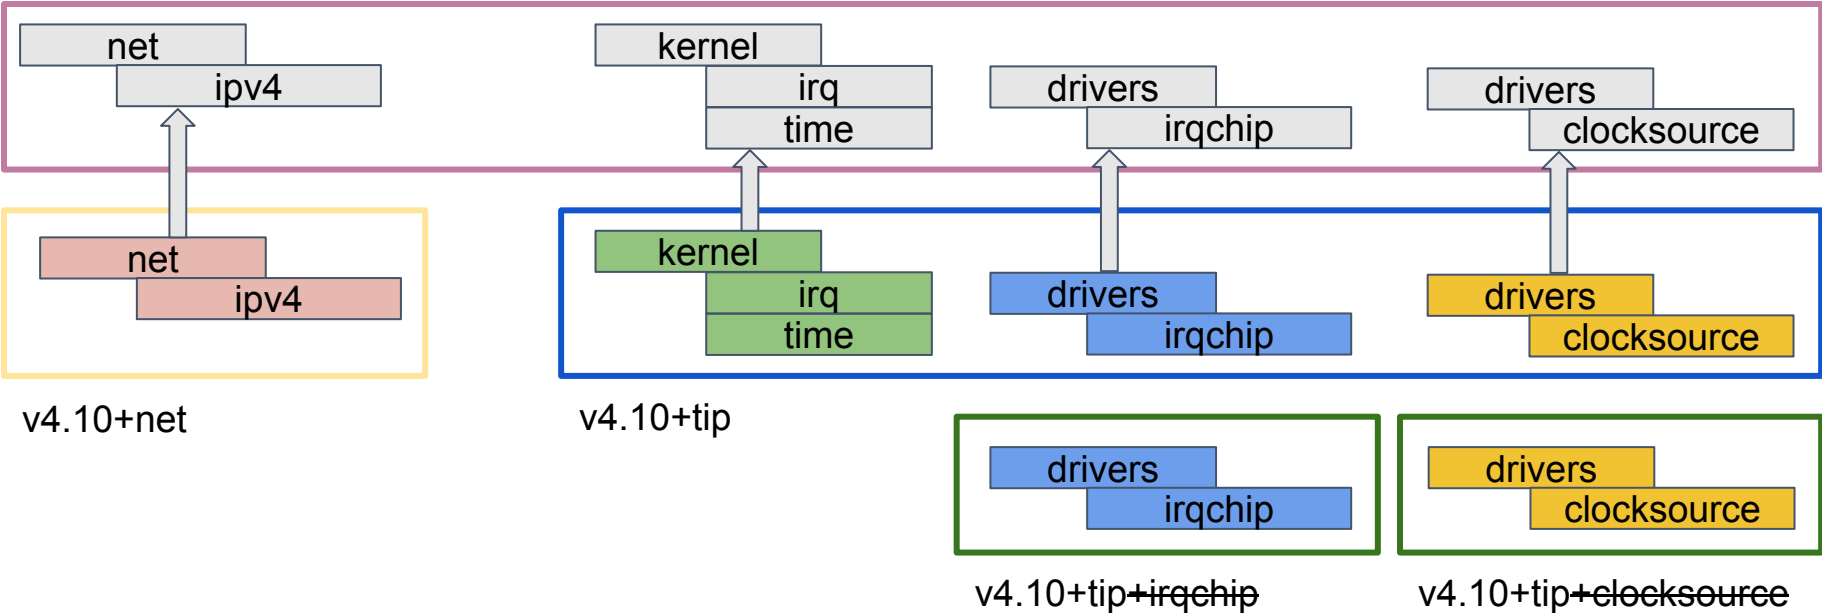 net
ipv4
kernel
irq
time
drivers
irqchip
drivers
clocksource
net
ipv4
kernel
irq
time
drivers
irqchip
drivers
clocksource
v4.10+net
v4.10+tip
drivers
irqchip
drivers
clocksource
v4.10+tip+irqchip
v4.10+tip+clocksource